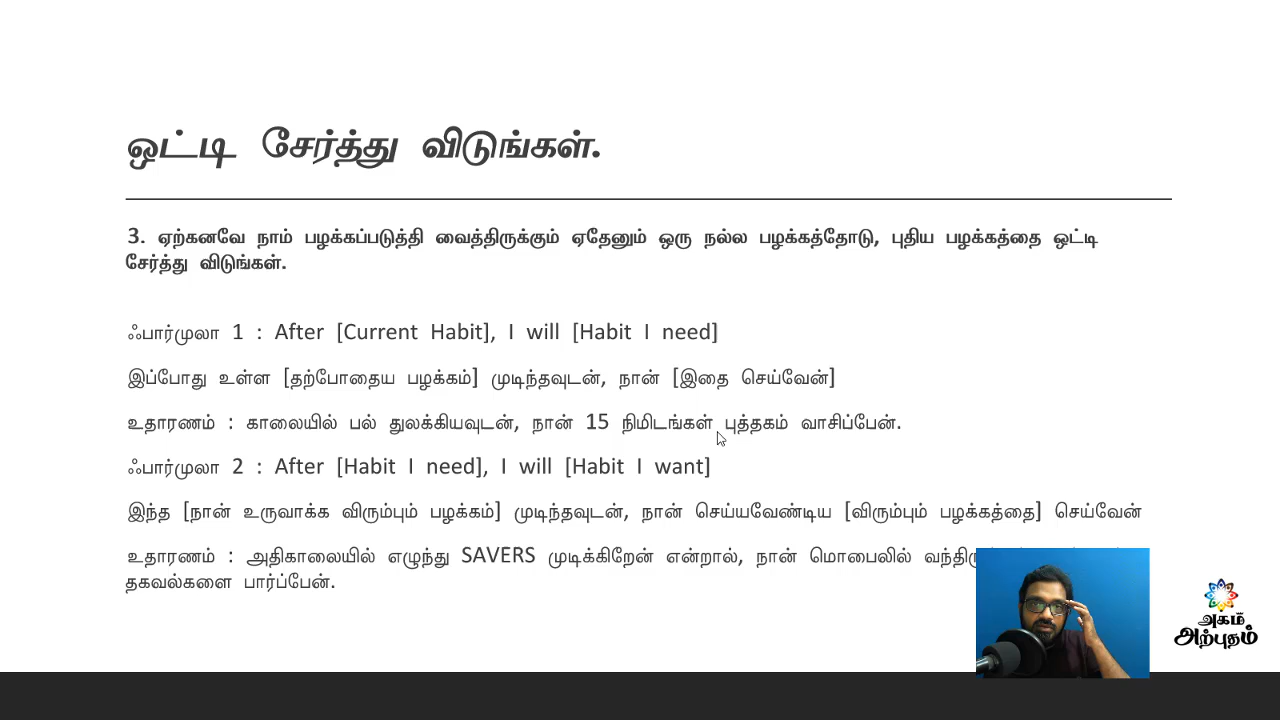 ஒட்டி சேர்த்து விடுங்கள்.
3. ஏற்கனவே நாம் பழக்கப்படுத்தி வைத்திருக்கும் ஏதேனும் ஒரு நல்ல பழக்கத்தோடு, புதிய பழக்கத்தை ஒட்டி
சேர்த்து விடுங்கள்.
ஃபார்முலா 1 : After [Current Habit], I will [Habit I need]
இப்போது உள்ள [தற்போதைய பழக்கம்] முடிந்தவுடன், நான் [இதை செய்வேன்]
உதாரணம் : காலையில் பல் துலக்கியவுடன், நான் 15 நிமிடங்கள் புத்தகம் வாசிப்பேன்.
ஃபார்முலா 2 : After [Habit I need], I will [Habit I want]
இந்த [நான் உருவாக்க விரும்பும் பழக்கம்] முடிந்தவுடன், நான் செய்யவேண்டிய [விரும்பும் பழக்கத்தை] செய்வேன்
உதாரணம் : அதிகாலையில் எழுந்து SAVERS முடிக்கிறேன் என்றால், நான் மொபைலில்
தகவல்களை பார்ப்பேன்.
அகம்
அற்புதம்